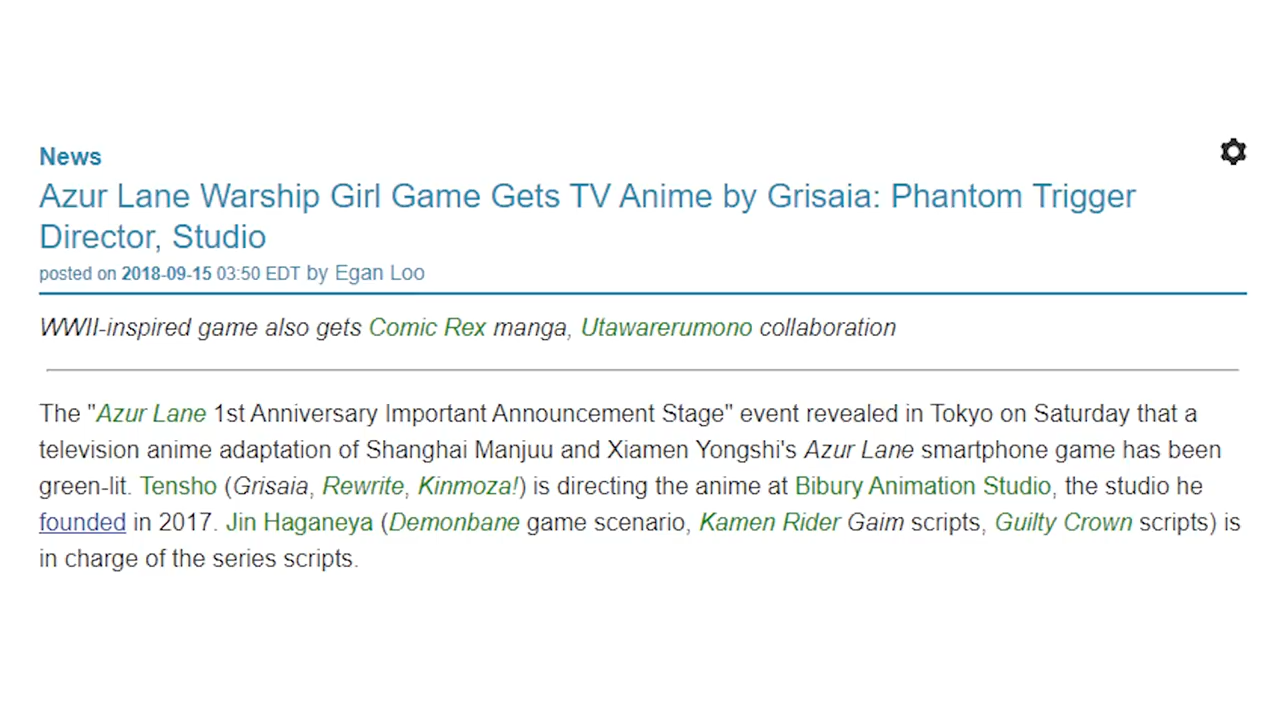 News
Azur Lane Warship Girl Game Gets TV Anime by Grisaia: Phantom Trigger
Director, Studio
posted on 2018-09-15 03:50 EDT by Egan Loo
WWII-inspired game also gets Comic Rex manga, Utawarerumono collaboration
The "Azur Lane 1st Anniversary Important Announcement Stage" event revealed in Tokyo on Saturday that a
television anime adaptation of Shanghai Manjuu and Xiamen Yongshi's Azur Lane smartphone game has been
green-lit. Tensho (Grisaia, Rewrite, Kinmoza!) is directing the anime at Bibury Animation Studio, the studio he
founded in 2017. Jin Haganeya (Demonbane game scenario, Kamen Rider Gaim scripts, Guilty Crown scripts) is
in charge of the series scripts.